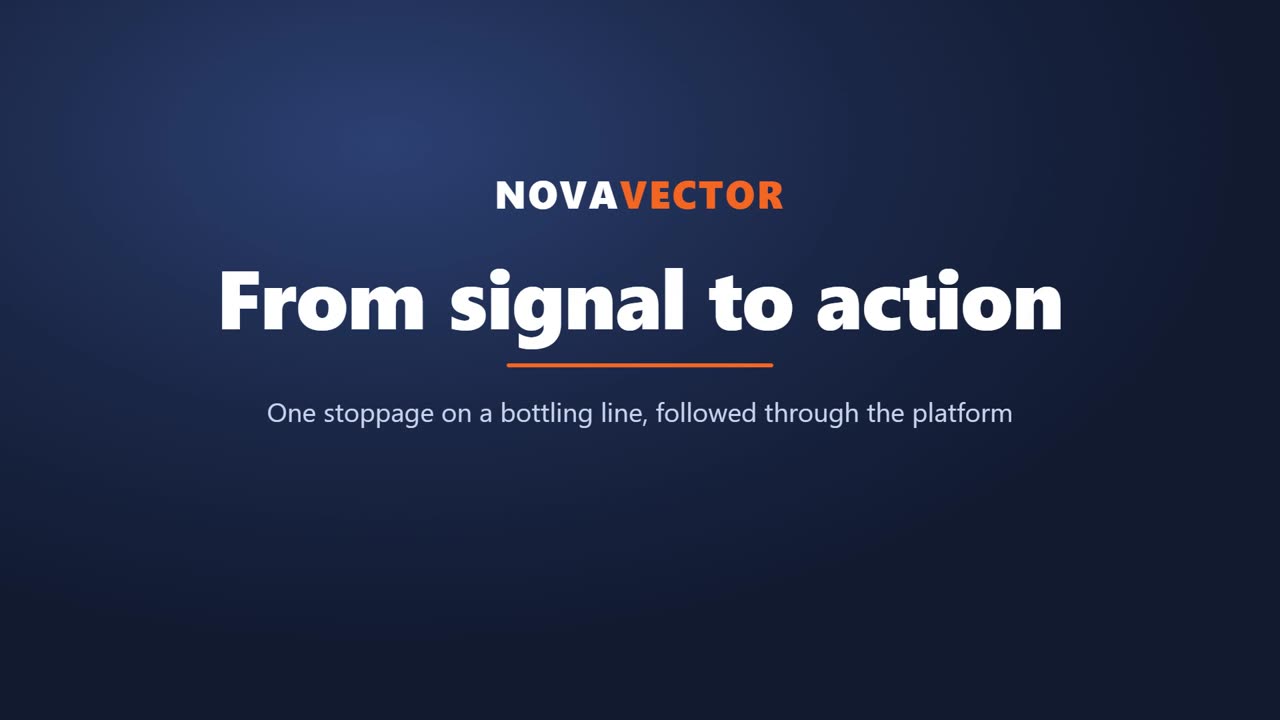 NOVAVECTOR
From signal to action
One stoppage on a bottling line, followed through the platform